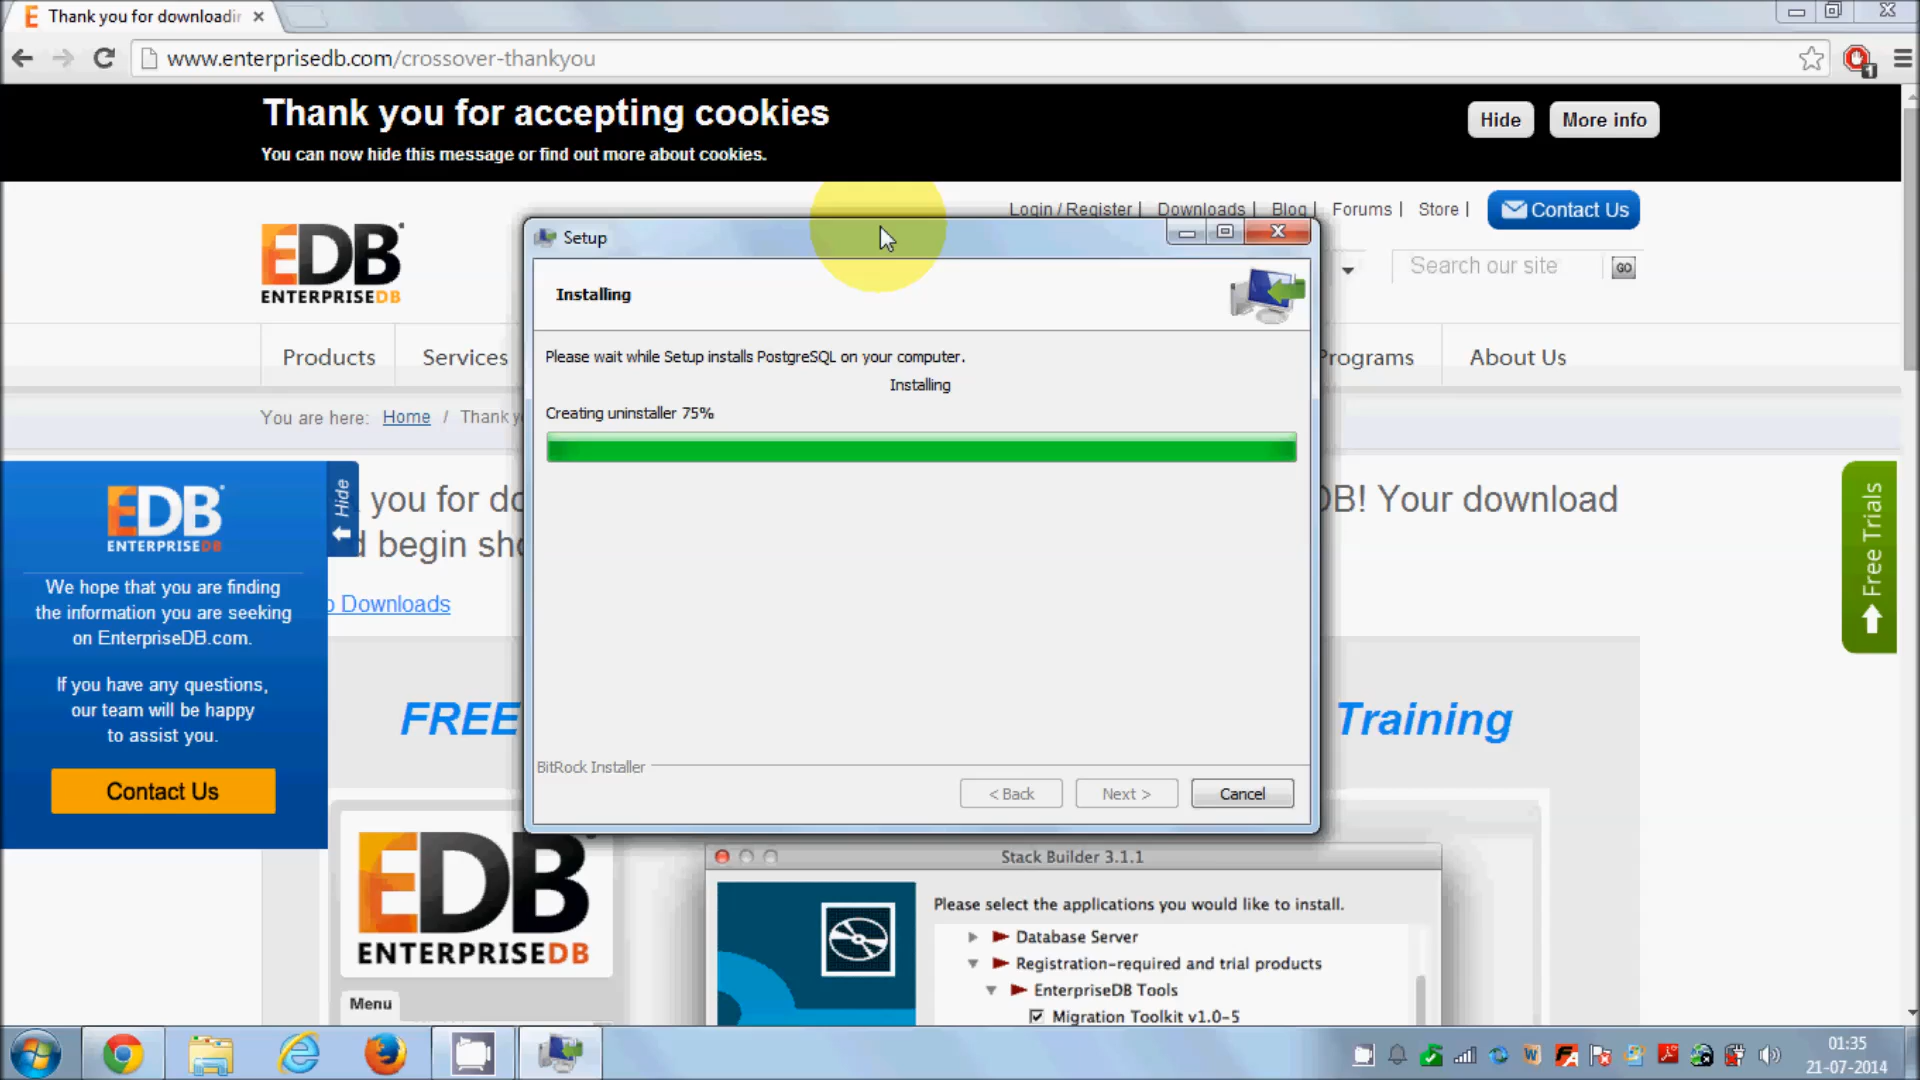 Thank you for downloadin
www.enterprisedb.com/crossover-thankyou
1
Thank you for accepting cookies
You can now hide this message or find out more about cookies.
Hide
More info
Login / Register | Downloads | Blog | Forums | Store |
Contact Us
EDB
ENTERPRISEDB
Search our site
GO
Products
Services
Programs
About Us
You are here: Home / Thank y
Setup
Installing
Please wait while Setup installs PostgreSQL on your computer.
Installing
Creating uninstaller 75%
BitRock Installer
< Back
Next >
Cancel
you for do
DB! Your download
d begin sho
Downloads
EDB
ENTERPRISEDB
Hide
We hope that you are finding
the information you are seeking
on EnterpriseDB.com.
If you have any questions,
our team will be happy
to assist you.
Contact Us
Free Trials
FREE
Training
EDB
ENTERPRISEDB
Menu
Stack Builder 3.1.1
Please select the applications you would like to install.
Database Server
Registration-required and trial products
EnterpriseDB Tools
Migration Toolkit v1.0-5
01:35
21-07-2014